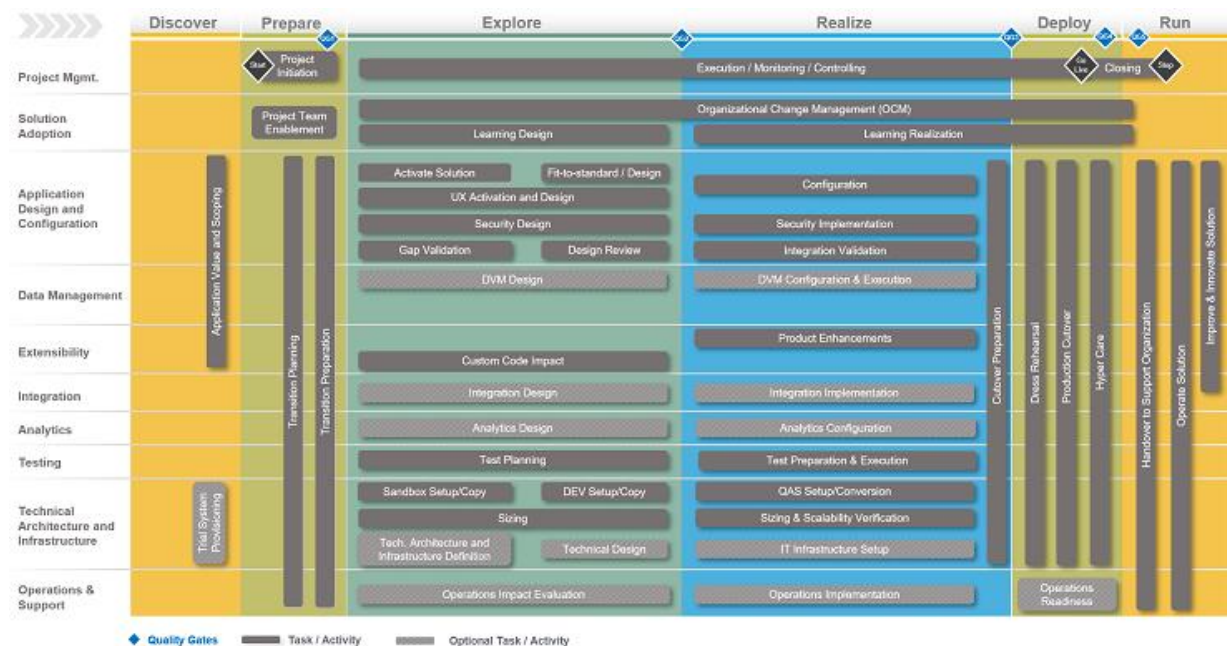 Discover
Prepare
Explore
Realize
Deploy
Run
Project Mgmt.
Start
Project
Initiation
Execution / Monitoring / Controlling
Go
Live
Closing
Stop
Solution
Adoption
Project Team
Enablement
Organizational Change Management (OCM)
Learning Design
Learning Realization
Application
Design and
Configuration
Activate Solution
Fit-to-standard / Design
Configuration
UX Activation and Design
Security Design
Security Implementation
Gap Validation
Design Review
Integration Validation
Data Management
DVM Design
DVM Configuration & Execution
Extensibility
Product Enhancements
Custom Code Impact
Integration
Integration Design
Integration Implementation
Analytics
Analytics Design
Analytics Configuration
Testing
Test Planning
Test Preparation & Execution
Technical
Architecture and
Infrastructure
Sandbox Setup/Copy
DEV Setup/Copy
QAS Setup/Conversion
Sizing
Sizing & Scalability Verification
Tech. Architecture and
Infrastructure Definition
Technical Design
IT Infrastructure Setup
Operations &
Support
Operations Impact Evaluation
Operations Implementation
Operations
Readiness
Application Value and Scoping
Trial System
Provisioning
Transition Planning
Transition Preparation
Cutover Preparation
Dress Rehearsal
Production Cutover
Hyper Care
Handover to Support Organization
Operate Solution
Improve & Innovate Solution
Quality Gates
Task / Activity
Optional Task / Activity